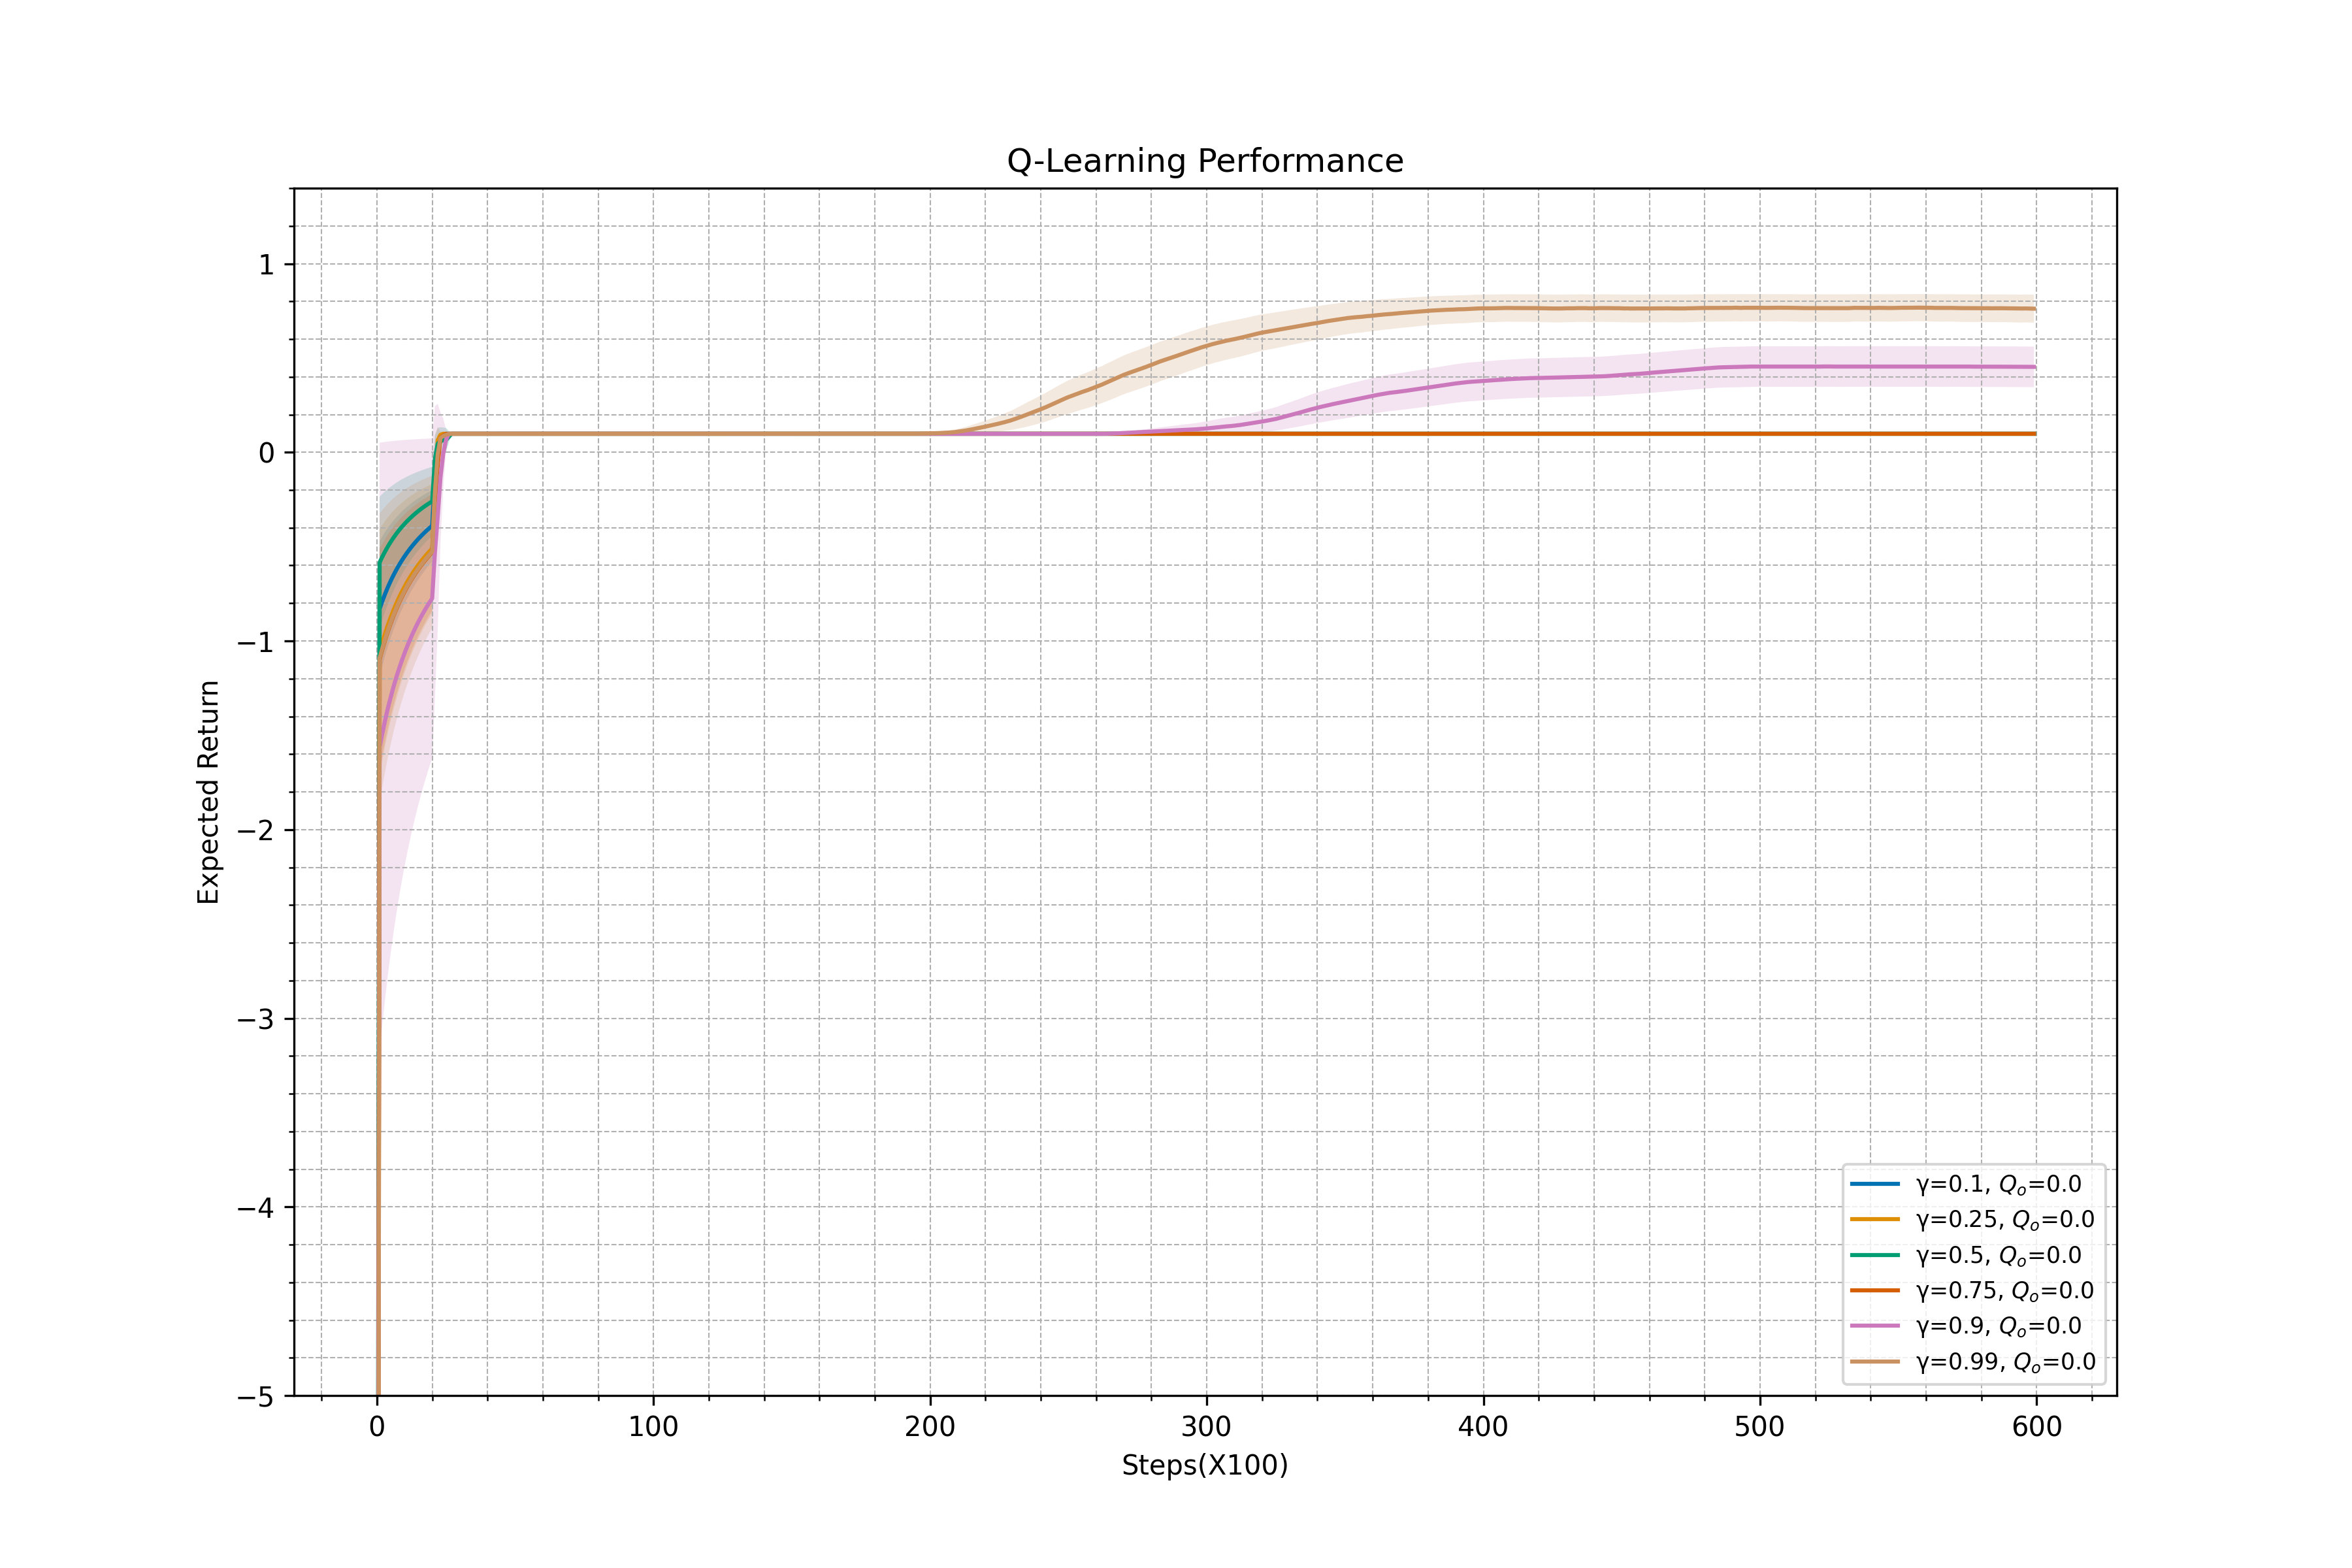 Q-Learning Performance
Expected Return
1
0
−1
−2
−3
−4
−5
0 100 200 300 400 500 600
Steps(X100)
γ=0.1, Qₒ=0.0
γ=0.25, Qₒ=0.0
γ=0.5, Qₒ=0.0
γ=0.75, Qₒ=0.0
γ=0.9, Qₒ=0.0
γ=0.99, Qₒ=0.0